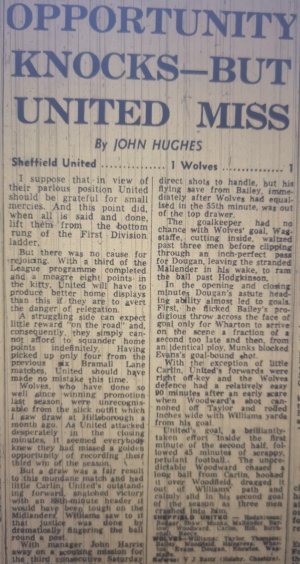 OPPORTUNITY
KNOCKS—BUT
UNITED MISS
By JOHN HUGHES
Sheffield United ............... 1 Wolves ............... 1
I suppose that in view of
their parlous position United
should be grateful for small
mercies. And this point did,
when all is said and done,
lift them from the bottom
rung of the First Division
ladder.
But there was no cause for
rejoicing. With a third of the
League programme completed
and a meagre eight points in
the kitty, United will have to
produce better home displays
than this if they are to avert
the danger of relegation.
A struggling side can expect
little reward "on the road" and,
consequently, they simply can-
not afford to squander home
points indefinitely. Having
picked up only four from the
previous six Bramall Lane
matches, United should have
made no mistake this time.
Wolves, who have done so
well since winning promotion
last season, were unrecognis-
able from the slick outfit which
I saw draw at Hillsborough a
month ago. As United attacked
desperately in the closing
minutes, it seemed everybody
knew they had missed a golden
opportunity of recording their
third win of the season.
But a draw was a fair result
to this mundane match and had
little Carlin, United's outstand-
ing forward, snatched victory
with an 88th-minute header it
would have been tough on the
Midlanders. Williams saw to it
that justice was done by
dramatically fingering the ball
round a post.
With manager John Harris
away on a scouting mission for
the third consecutive Saturday
direct shots to handle, but his
flying save from Bailey, imme-
diately after Wolves had equal-
ised in the 55th minute, was out
of the top drawer.
The goalkeeper had no
chance with Wolves' goal. Wag-
staffe, cutting inside, waltzed
past three men before clipping
through an inch-perfect pass
for Dougan, leaving the stranded
Mallender in his wake, to ram
the ball past Hodgkinson.
In the opening and closing
minutes Dougan's astute head-
ing ability almost led to goals.
First, he flicked Bailey's pro-
digious throw across the face of
goal only for Wharton to arrive
on the scene a fraction of a
second too late and then, from
an identical ploy, Munks blocked
Evans's goal-bound shot.
With the exception of little
Carlin, United's forwards were
right off-key and the Wolves
defence had a relatively easy
90 minutes after an early scare
when Woodward's shot can-
noned off Taylor and rolled
inches wide with Williams yards
from his goal.
United's goal, a brilliantly-
taken effort inside the first
minute of the second half, fol-
lowed 45 minutes of scrappy,
petulant football. The unpre-
dictable Woodward chased a
long ball from Carlin, hooked
it over Woodfield, dragged it
out of Williams' path and
calmly slid in his second goal
of the season as three men
crashed into him.
SHEFFIELD UNITED.—Hodgkinson;